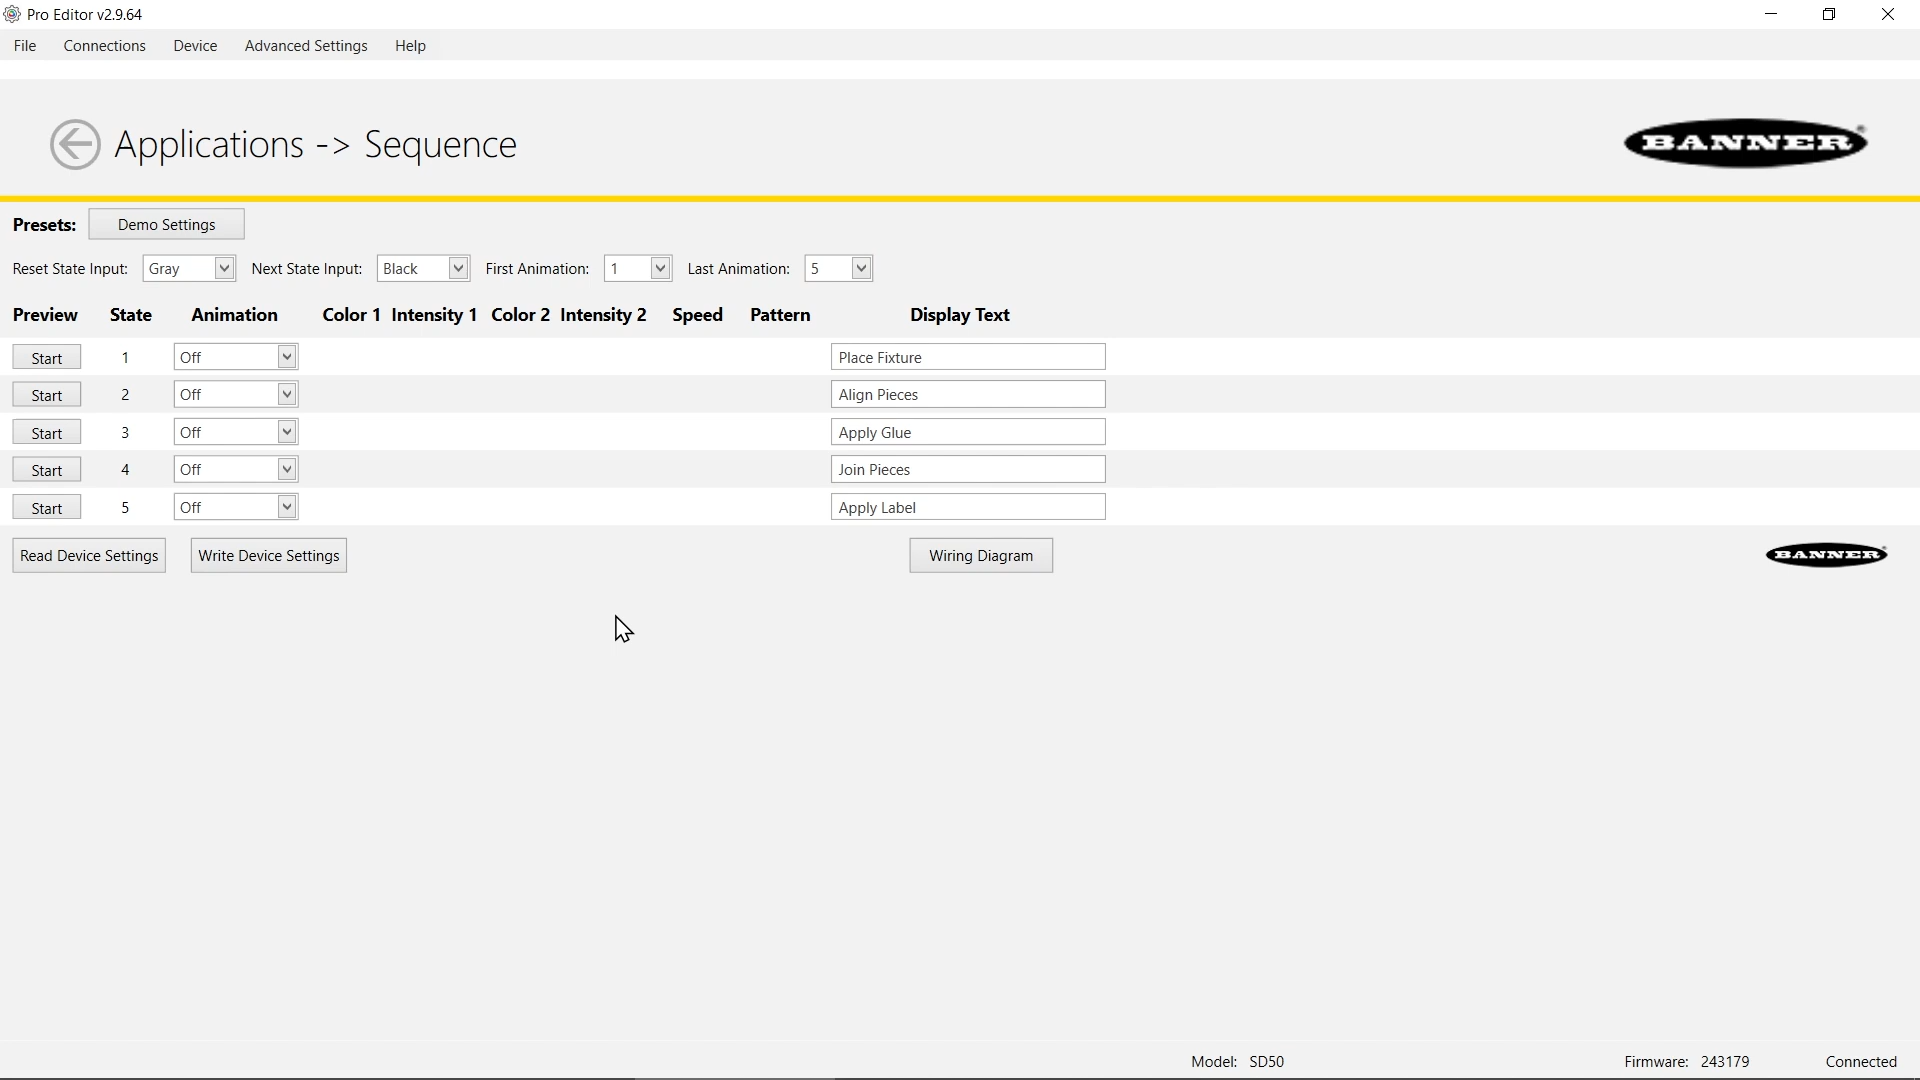 Pro Editor v2.9.64
File Connections Device Advanced Settings Help
Applications -> Sequence
BANNER
Presets: Demo Settings
Reset State Input: Gray Next State Input: Black First Animation: 1 Last Animation: 5
Preview State Animation Color 1 Intensity 1 Color 2 Intensity 2 Speed Pattern Display Text
Start 1 Off Place Fixture
Start 2 Off Align Pieces
Start 3 Off Apply Glue
Start 4 Off Join Pieces
Start 5 Off Apply Label
Read Device Settings Write Device Settings Wiring Diagram BANNER
Model: SD50 Firmware: 243179 Connected